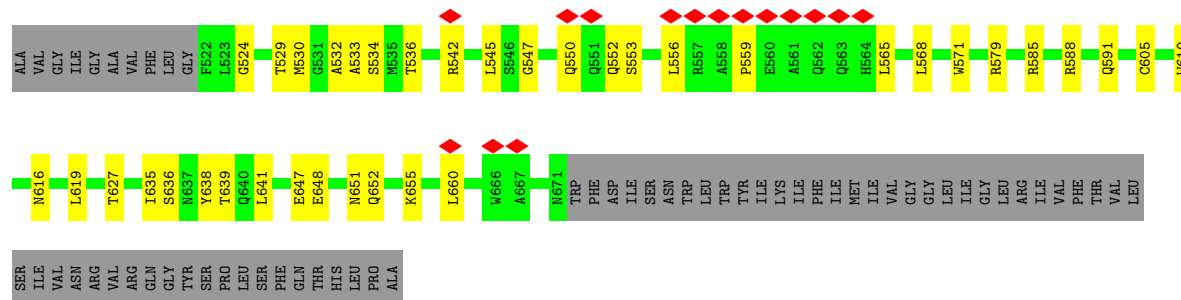 ALA VAL GLY ILE GLY ALA VAL PHE LEU GLY F522 L523 G524 T529 M530 G531 A532 A533 S534 M535 T536 R542 L545 S546 G547 Q550 Q551 Q552 S553 L556 R557 A558 P559 E560 A561 Q562 Q563 H564 L565 L568 W571 R579 R585 R588 Q591 C605
N616 L619 T627 I635 S636 N637 Y638 T639 Q640 L641 E647 E648 N651 Q652 K655 L660 W666 A667 N671 TRP PHE ASP ILE SER ASN TRP LEU TRP TYR ILE LYS ILE ILE PHE ILE MET ILE VAL GLY GLY LEU ILE GLY LEU ARG ILE VAL PHE THR VAL LEU
SER ILE VAL ASN ARG VAL ARG GLN GLY TYR SER PRO LEU SER PHE GLN THR HIS LEU PRO ALA